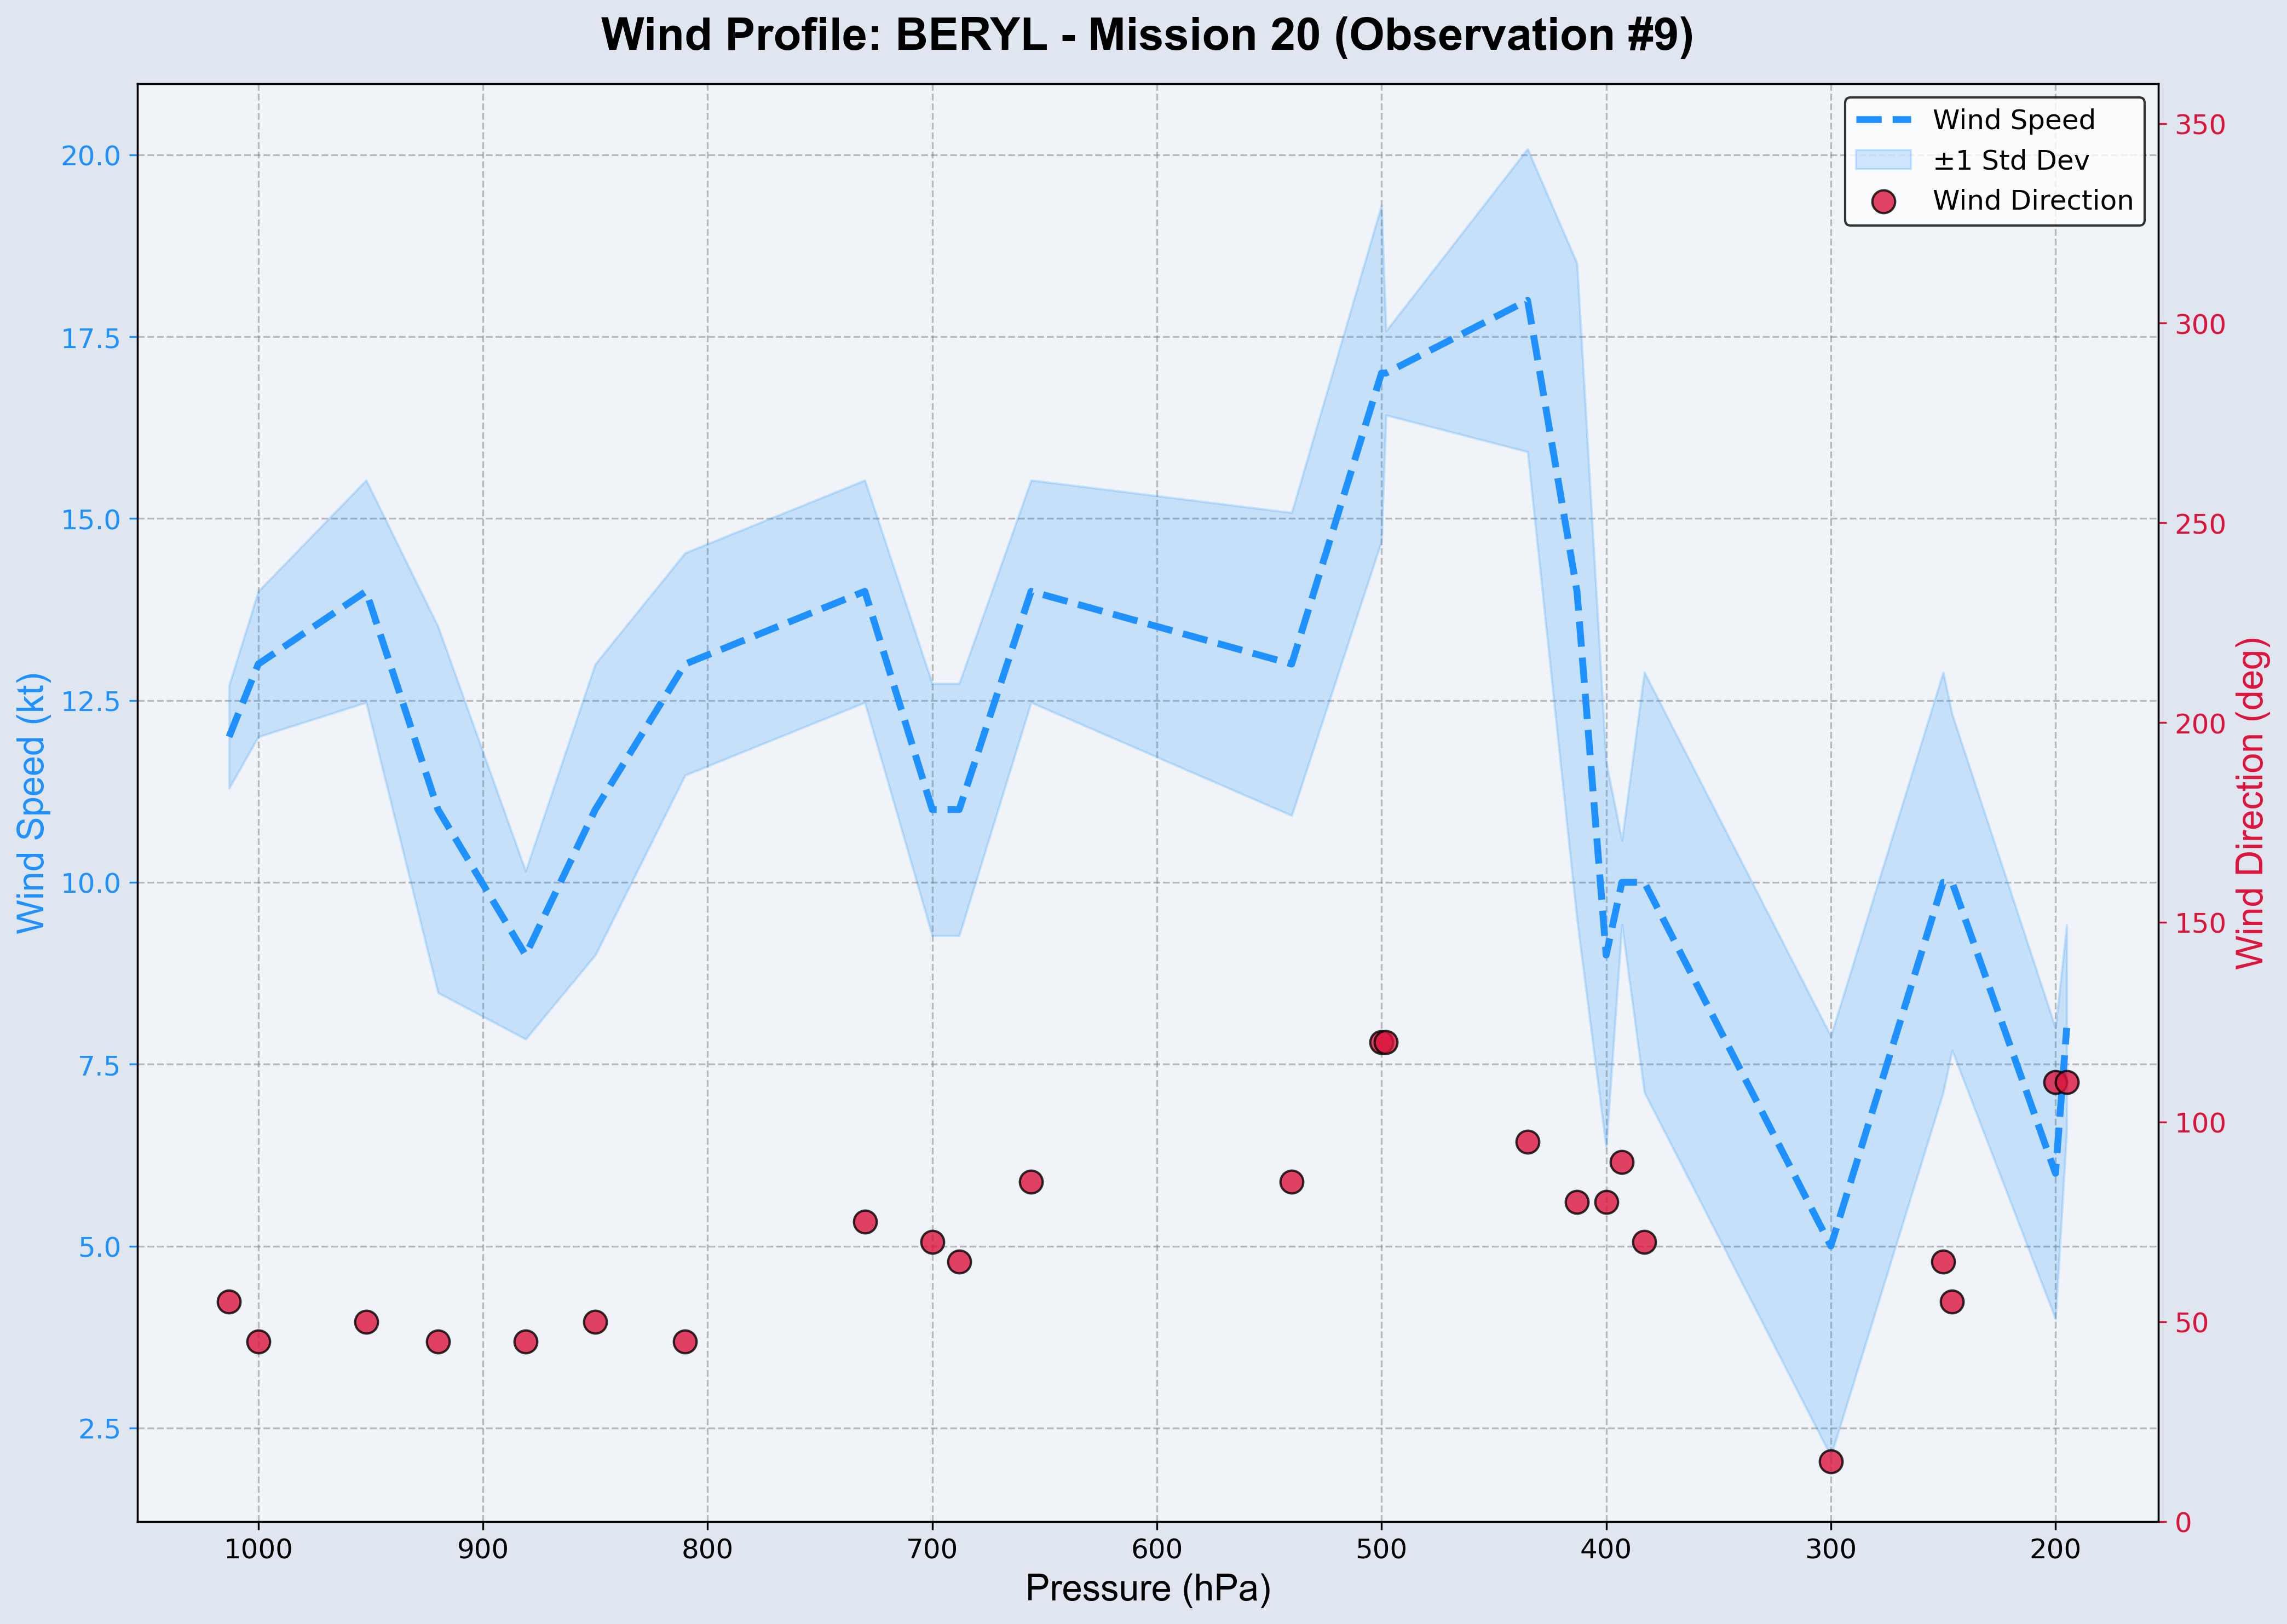 Wind Profile: BERYL - Mission 20 (Observation #9)
Wind Speed
±1 Std Dev
Wind Direction
Wind Speed (kt)
20.0
17.5
15.0
12.5
10.0
7.5
5.0
2.5
350
300
250
200
150
100
50
0
Wind Direction (deg)
1000 900 800 700 600 500 400 300 200
Pressure (hPa)